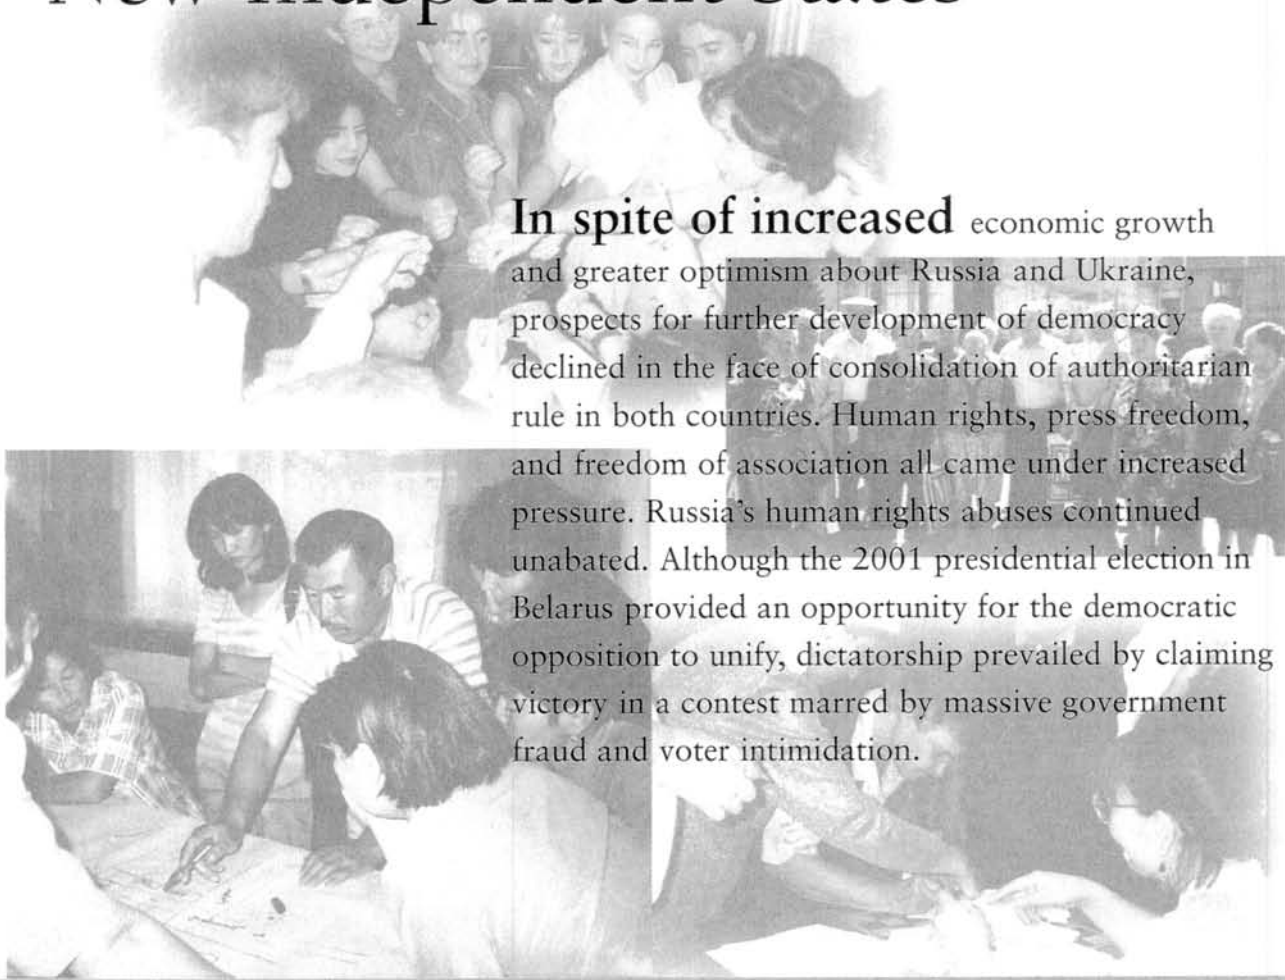 New Independent States
In spite of increased economic growth
and greater optimism about Russia and Ukraine,
prospects for further development of democracy
declined in the face of consolidation of authoritarian
rule in both countries. Human rights, press freedom,
and freedom of association all came under increased
pressure. Russia's human rights abuses continued
unabated. Although the 2001 presidential election in
Belarus provided an opportunity for the democratic
opposition to unify, dictatorship prevailed by claiming
victory in a contest marred by massive government
fraud and voter intimidation.